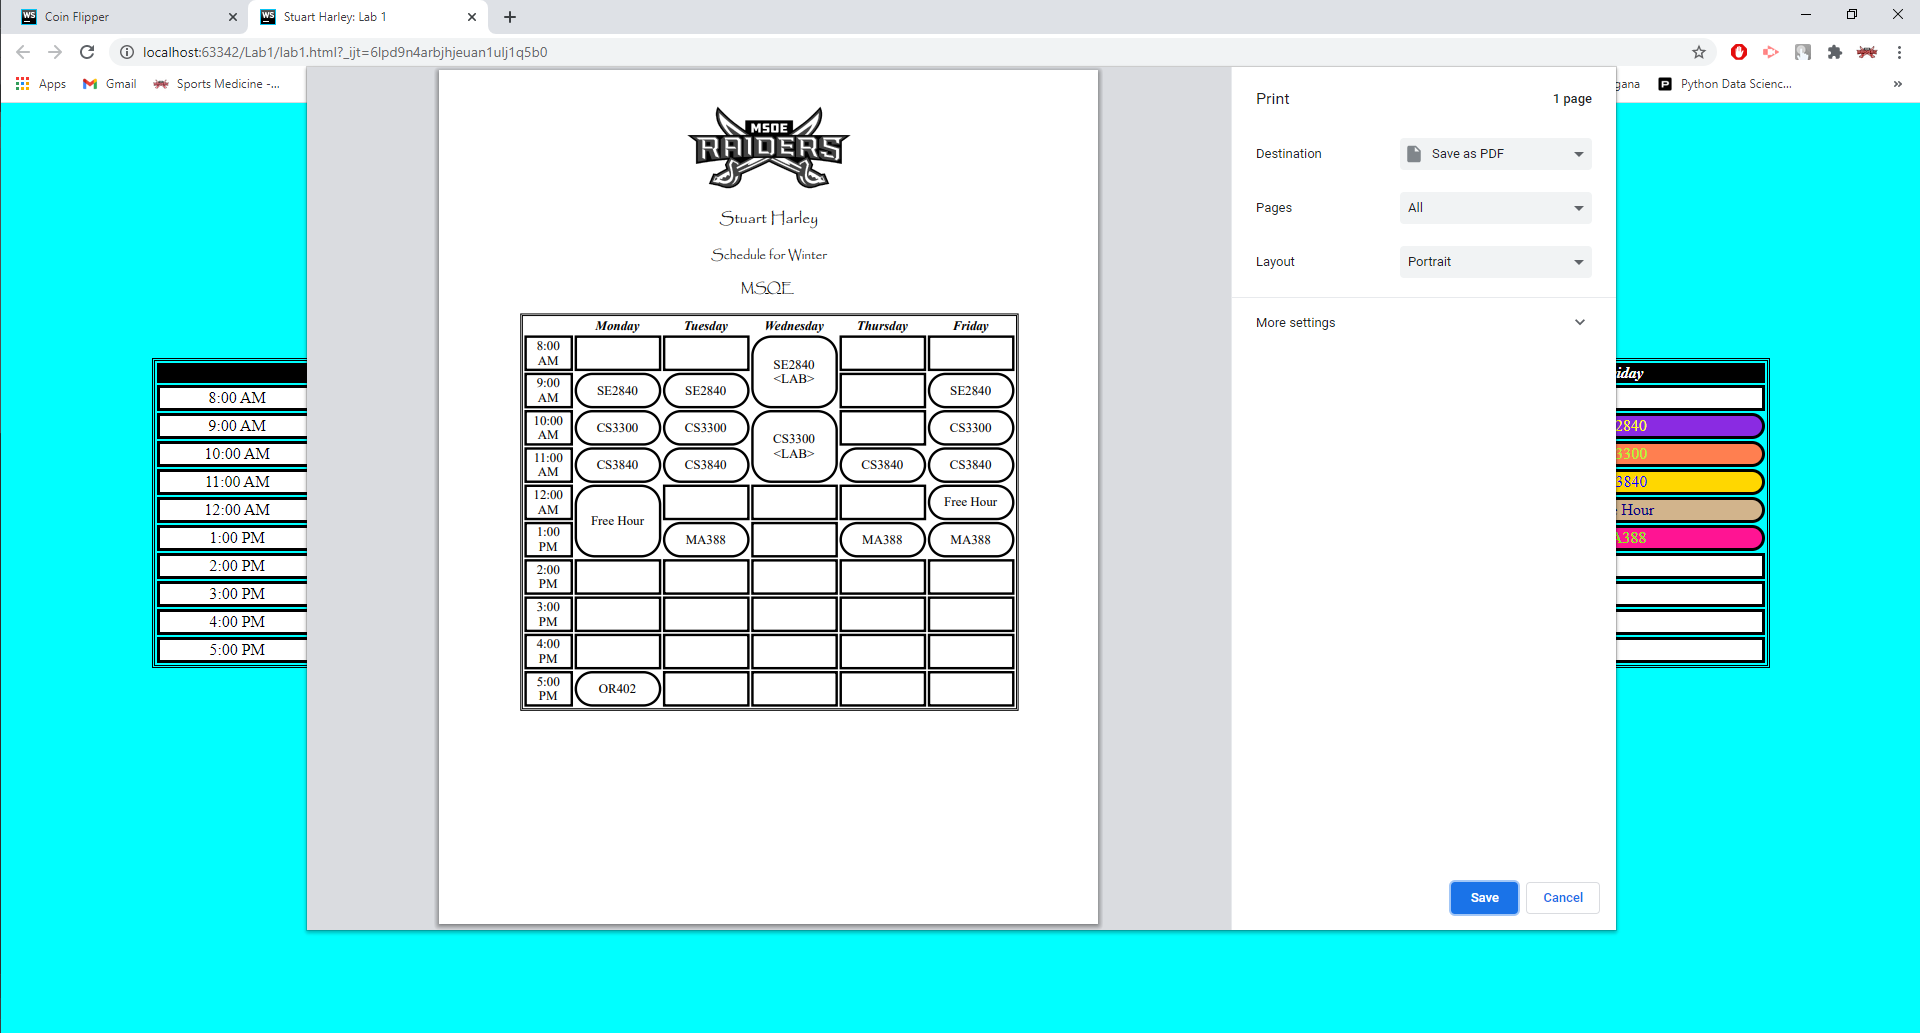 WS Coin Flipper
WS Stuart Harley: Lab 1
localhost:63342/Lab1/lab1.html?_ijt=6lpd9n4arbjhjeuan1ulj1q5b0
Apps Gmail Sports Medicine -... gana P Python Data Scienc... »
MSOE
RAIDERS
Stuart Harley
Schedule for Winter
MSOE
Monday Tuesday Wednesday Thursday Friday
8:00 AM SE2840 <LAB>
9:00 AM SE2840 SE2840 SE2840
10:00 AM CS3300 CS3300 CS3300 <LAB> CS3300
11:00 AM CS3840 CS3840 CS3840 CS3840
12:00 AM Free Hour Free Hour
1:00 PM MA388 MA388 MA388
2:00 PM
3:00 PM
4:00 PM
5:00 PM OR402
Print 1 page
Destination Save as PDF
Pages All
Layout Portrait
More settings
Save Cancel
8:00 AM
9:00 AM
10:00 AM
11:00 AM
12:00 AM
1:00 PM
2:00 PM
3:00 PM
4:00 PM
5:00 PM
iday
2840
3300
3840
Hour
A388